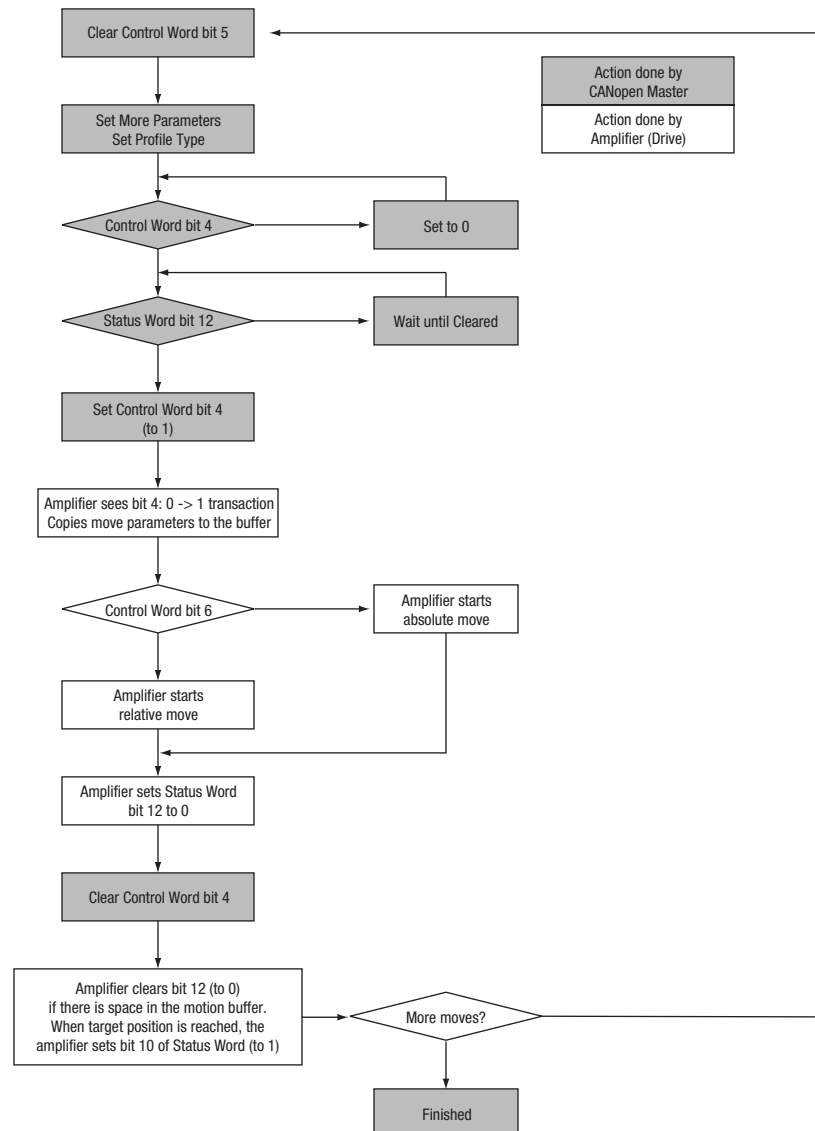 Clear Control Word bit 5
Action done by
CANopen Master
Action done by
Amplifier (Drive)
Set More Parameters
Set Profile Type
Control Word bit 4
Set to 0
Status Word bit 12
Wait until Cleared
Set Control Word bit 4
(to 1)
Amplifier sees bit 4: 0 -> 1 transaction
Copies move parameters to the buffer
Control Word bit 6
Amplifier starts
absolute move
Amplifier starts
relative move
Amplifier sets Status Word
bit 12 to 0
Clear Control Word bit 4
Amplifier clears bit 12 (to 0)
if there is space in the motion buffer.
When target position is reached, the
amplifier sets bit 10 of Status Word (to 1)
More moves?
Finished